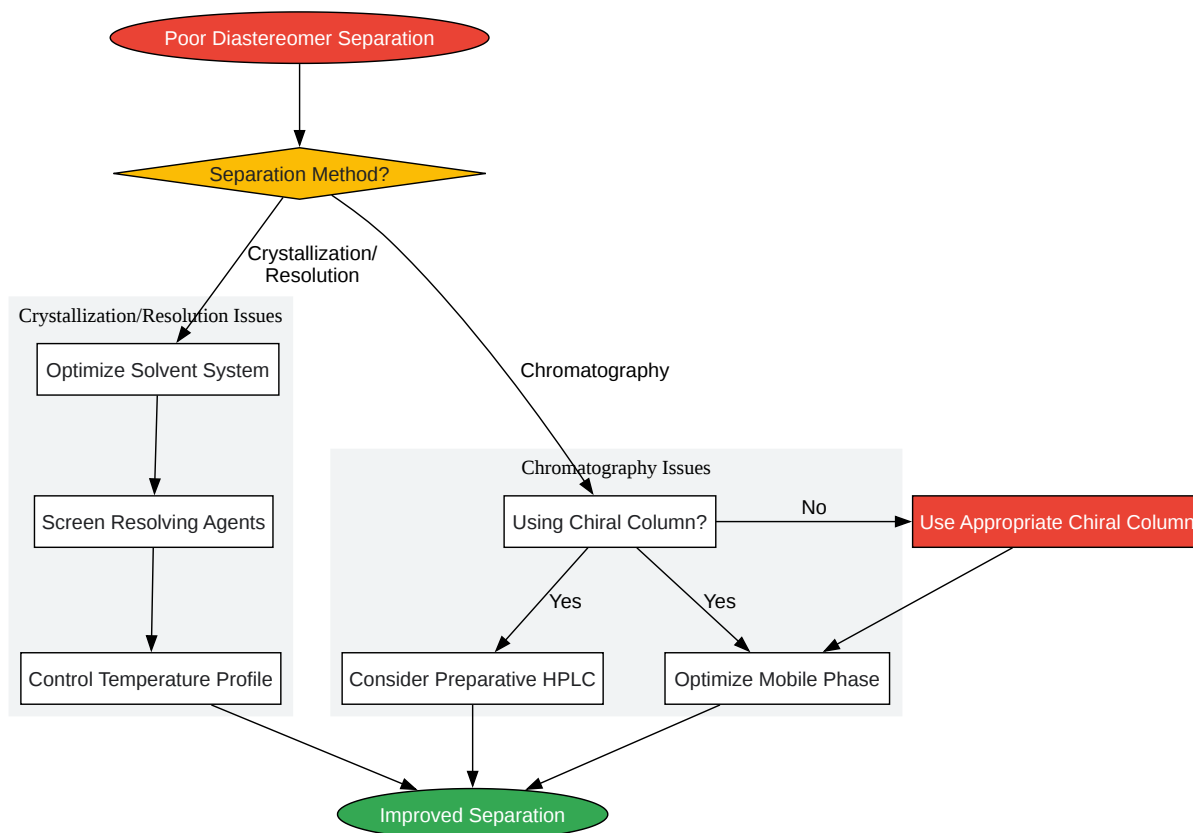 Poor Diastereomer Separation
Separation Method?
Crystallization/
Resolution
Crystallization/Resolution Issues
Optimize Solvent System
Chromatography
Chromatography Issues
Screen Resolving Agents
Using Chiral Column?
No
Use Appropriate Chiral Column
Yes
Yes
Control Temperature Profile
Consider Preparative HPLC
Optimize Mobile Phase
Improved Separation